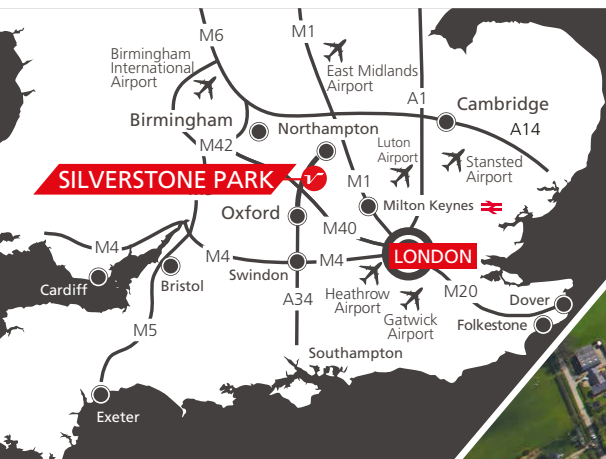 M6
M1
Birmingham
International
Airport
East Midlands
Airport
A1
Cambridge
Birmingham
Northampton
A14
M42
Luton
Airport
Stansted
Airport
SILVERSTONE PARK
M1
Milton Keynes
Oxford
M40
M4
M4
Swindon
M4
LONDON
Cardiff
Bristol
A34
Heathrow
Airport
M20
Dover
Gatwick
Airport
Folkestone
M5
Southampton
Exeter